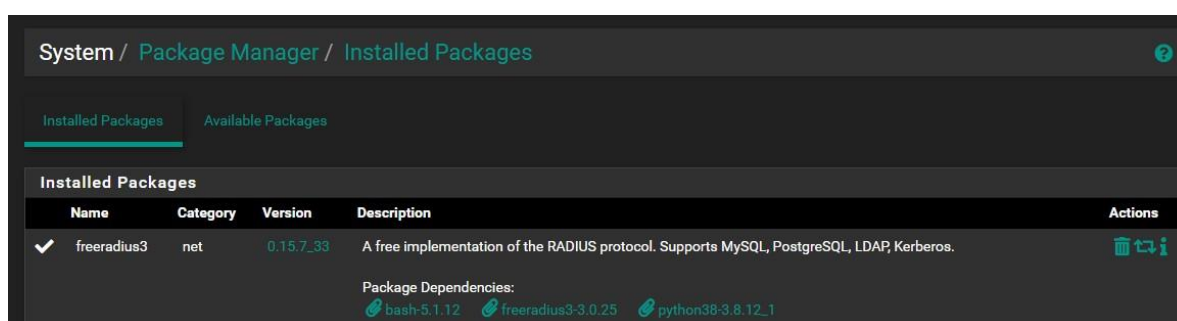 System / Package Manager / Installed Packages
Installed Packages Available Packages
Installed Packages
Name Category Version Description Actions
freeradius3 net 0.15.7_33 A free implementation of the RADIUS protocol. Supports MySQL, PostgreSQL, LDAP, Kerberos.
Package Dependencies:
bash-5.1.12 freeradius3-3.0.25 python38-3.8.12_1